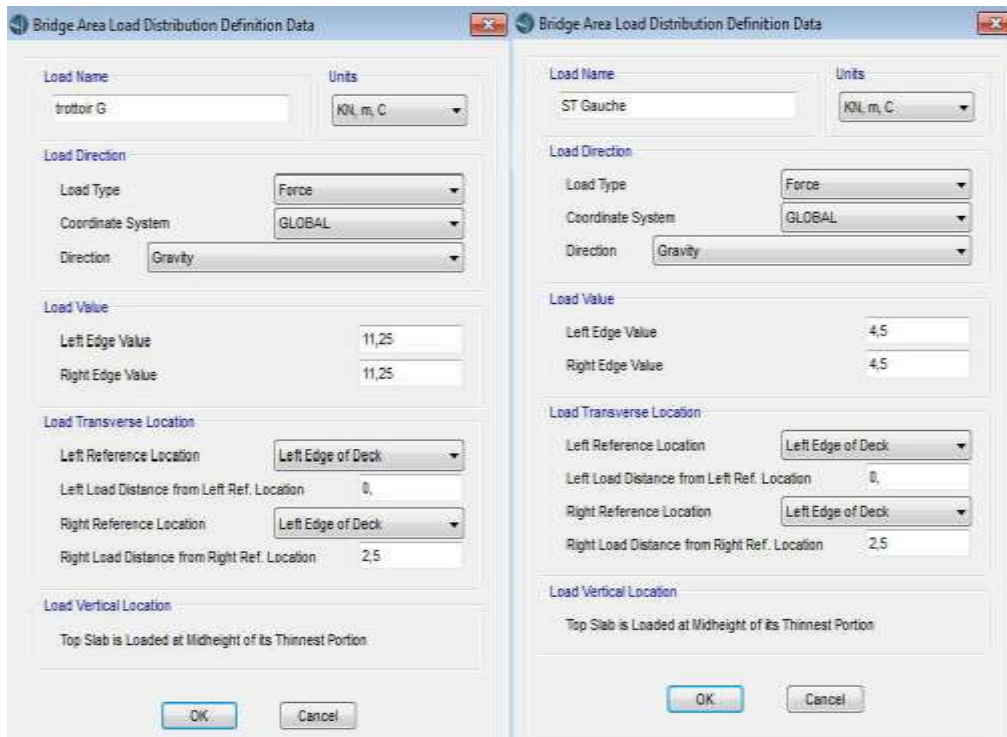 Bridge Area Load Distribution Definition Data
Load Name
Units
trottoir G
KN, m, C
Load Direction
Load Type
Force
Coordinate System
GLOBAL
Direction
Gravity
Load Value
Left Edge Value
11,25
Right Edge Value
11,25
Load Transverse Location
Left Reference Location
Left Edge of Deck
Left Load Distance from Left Ref. Location
0,
Right Reference Location
Left Edge of Deck
Right Load Distance from Right Ref. Location
2,5
Load Vertical Location
Top Slab is Loaded at Midheight of its Thinnest Portion
OK
Cancel
Bridge Area Load Distribution Definition Data
Load Name
Units
ST Gauche
KN, m, C
Load Direction
Load Type
Force
Coordinate System
GLOBAL
Direction
Gravity
Load Value
Left Edge Value
4,5
Right Edge Value
4,5
Load Transverse Location
Left Reference Location
Left Edge of Deck
Left Load Distance from Left Ref. Location
0,
Right Reference Location
Left Edge of Deck
Right Load Distance from Right Ref. Location
2,5
Load Vertical Location
Top Slab is Loaded at Midheight of its Thinnest Portion
OK
Cancel